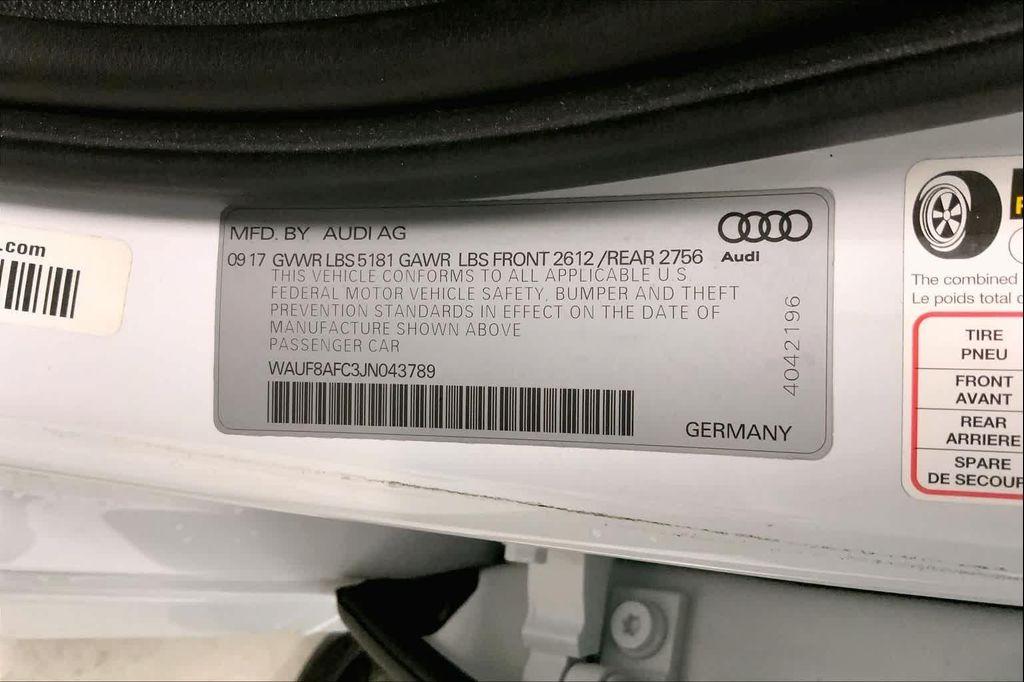 .com
MFD. BY AUDI AG
09 17 GVWR LBS 5181 GAWR LBS FRONT 2612 /REAR 2756
Audi
THIS VEHICLE CONFORMS TO ALL APPLICABLE U.S.
FEDERAL MOTOR VEHICLE SAFETY, BUMPER AND THEFT
PREVENTION STANDARDS IN EFFECT ON THE DATE OF
MANUFACTURE SHOWN ABOVE
PASSENGER CAR
WAUF8AFC3JN043789
4042196
GERMANY
The combined
Le poids total
TIRE
PNEU
FRONT
AVANT
REAR
ARRIERE
SPARE
DE SECOUR